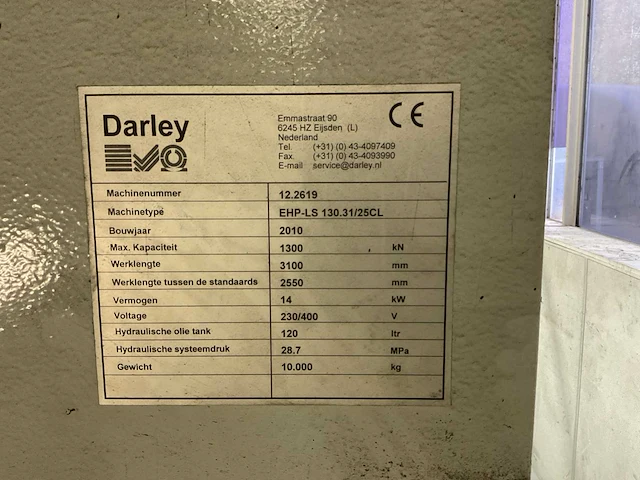 Darley
EVO
Emmastraat 90
6245 HZ Eijsden (L)
Nederland
Tel. (+31) (0) 43-4097409
Fax. (+31) (0) 43-4093990
E-mail service@darley.nl
CE
Machinenummer 12.2619
Machinetype EHP-LS 130.31/25CL
Bouwjaar 2010
Max. Kapaciteit 1300 kN
Werklengte 3100 mm
Werklengte tussen de standaards 2550 mm
Vermogen 14 kW
Voltage 230/400 V
Hydraulische olie tank 120 ltr
Hydraulische systeemdruk 28.7 MPa
Gewicht 10.000 kg